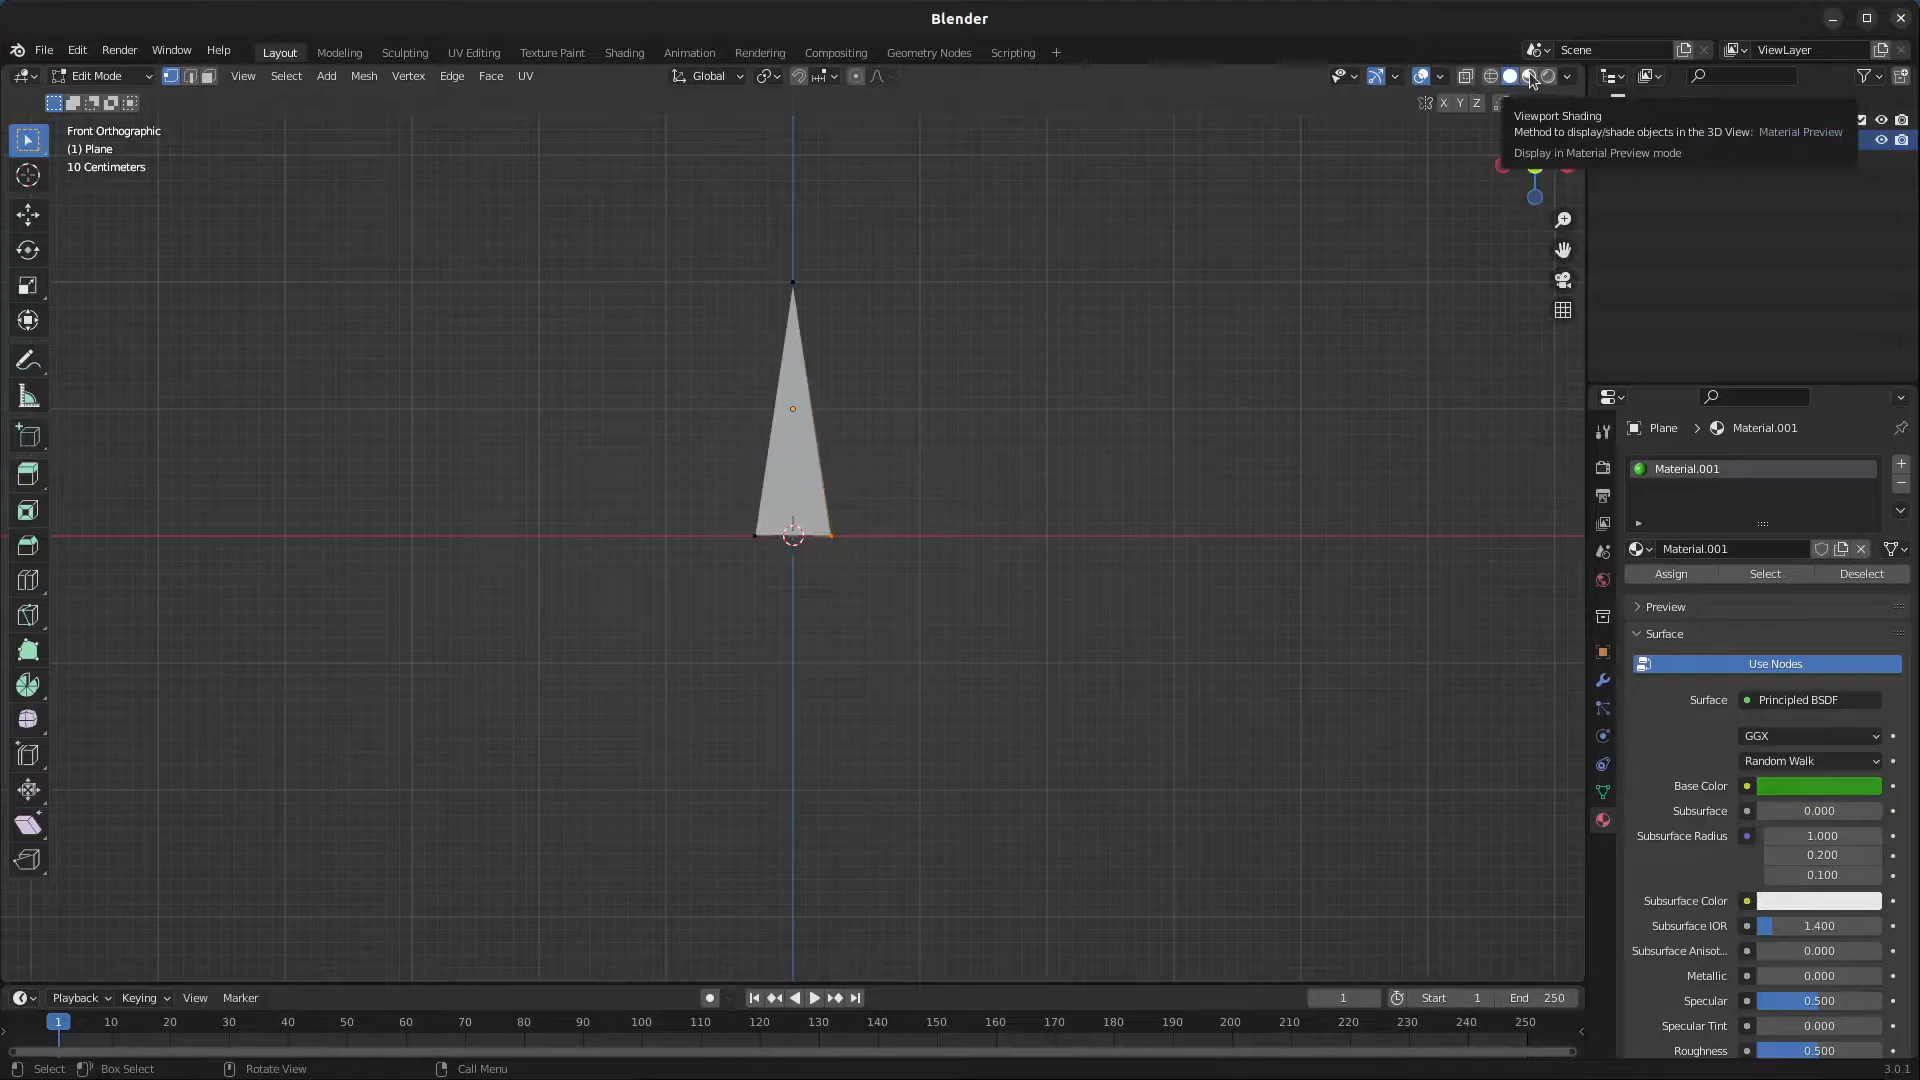 Blender
File Edit Render Window Help
Layout Modeling Sculpting UV Editing Texture Paint Shading Animation Rendering Compositing Geometry Nodes Scripting +
Scene
ViewLayer
Edit Mode
View Select Add Mesh Vertex Edge Face UV
Global
X Y Z
Front Orthographic
(1) Plane
10 Centimeters
Viewport Shading
Method to display/shade objects in the 3D View: Material Preview
Display in Material Preview mode
Plane > Material.001
Material.001
Material.001
Assign Select Deselect
Preview
Surface
Use Nodes
Surface Principled BSDF
GGX
Random Walk
Base Color
Subsurface 0.000
Subsurface Radius 1.000
0.200
0.100
Subsurface Color
Subsurface IOR 1.400
Subsurface Anisot.. 0.000
Metallic 0.000
Specular 0.500
Specular Tint 0.000
Roughness 0.500
Playback Keying View Marker
1
Start 1 End 250
1 10 20 30 40 50 60 70 80 90 100 110 120 130 140 150 160 170 180 190 200 210 220 230 240 250
Select Box Select Rotate View Call Menu
3.0.1